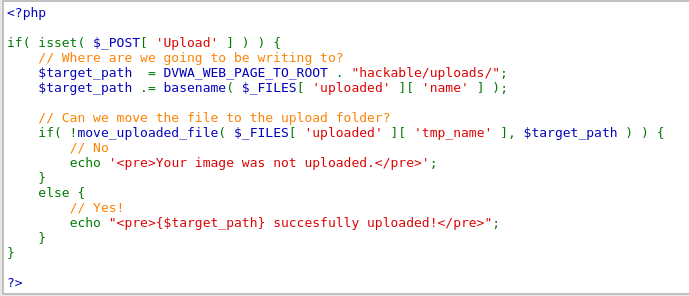 <?php

if( isset( $_POST[ 'Upload' ] ) ) {
    // Where are we going to be writing to?
    $target_path  = DVWA_WEB_PAGE_TO_ROOT . "hackable/uploads/";
    $target_path .= basename( $_FILES[ 'uploaded' ][ 'name' ] );

    // Can we move the file to the upload folder?
    if( !move_uploaded_file( $_FILES[ 'uploaded' ][ 'tmp_name' ], $target_path ) ) {
        // No
        echo '<pre>Your image was not uploaded.</pre>';
    }
    else {
        // Yes!
        echo "<pre>{$target_path} succesfully uploaded!</pre>";
    }
}

?>